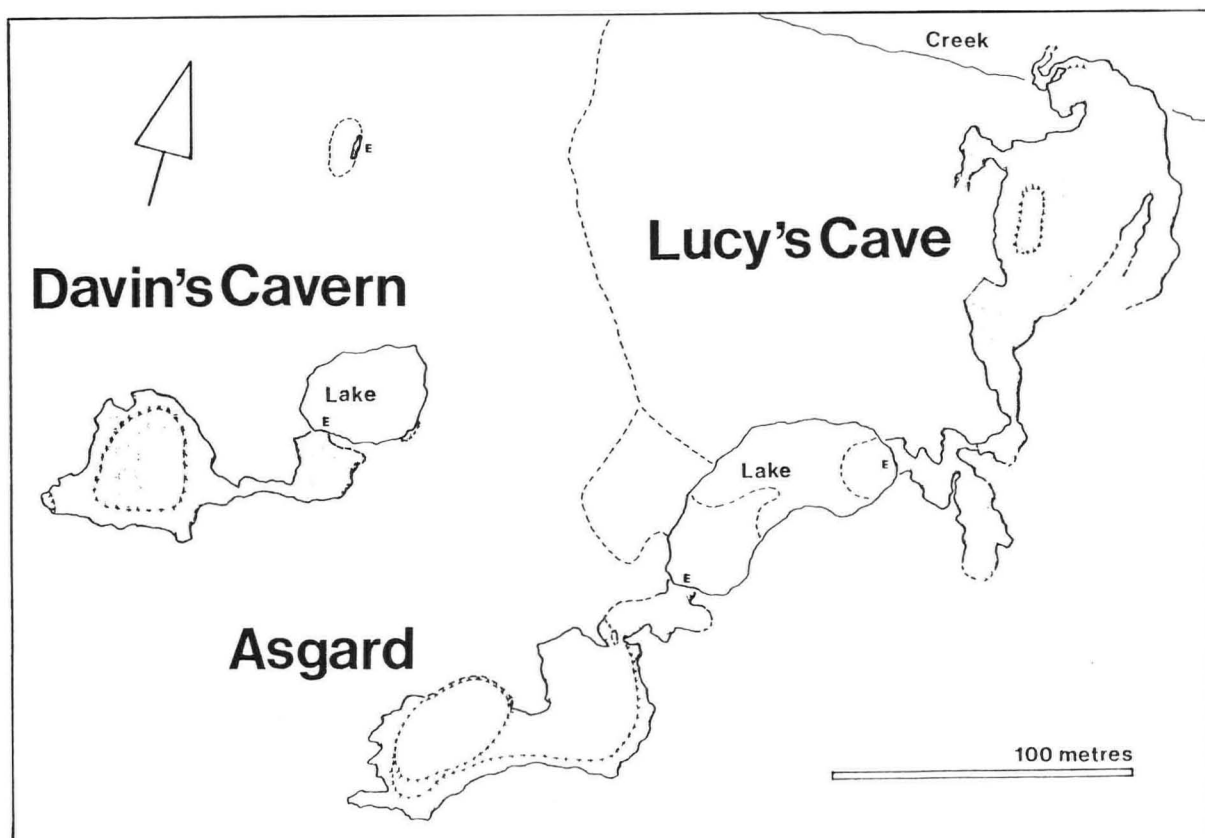 Creek
E
Lucy's Cave
Davin's Cavern
Lake
E
Lake
E
E
Asgard
100 metres